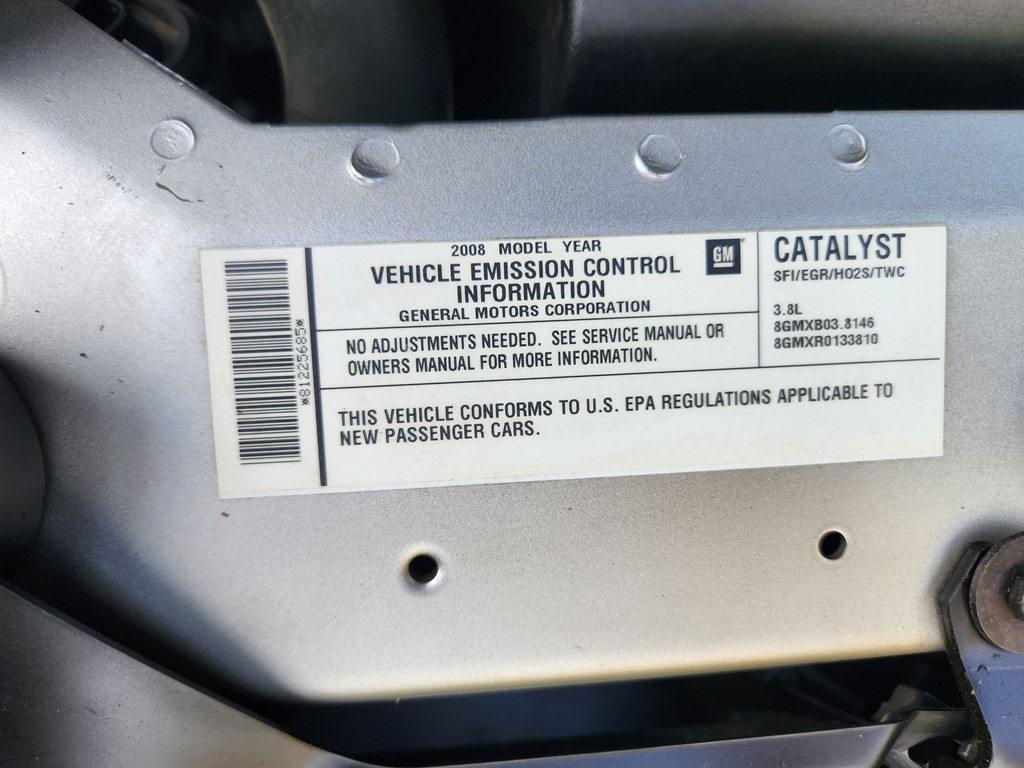 *81225685*
2008 MODEL YEAR
VEHICLE EMISSION CONTROL
INFORMATION
GENERAL MOTORS CORPORATION
GM
NO ADJUSTMENTS NEEDED. SEE SERVICE MANUAL OR
OWNERS MANUAL FOR MORE INFORMATION.
CATALYST
SFI/EGR/HO2S/TWC
3.8L
8GMXB03.8146
8GMXR0133810
THIS VEHICLE CONFORMS TO U.S. EPA REGULATIONS APPLICABLE TO
NEW PASSENGER CARS.